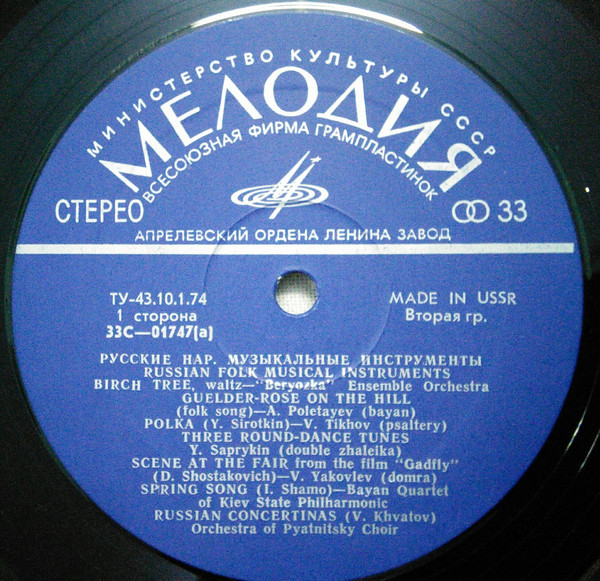 МИНИСТЕРСТВО КУЛЬТУРЫ СССР
МЕЛОДИЯ
ВСЕСОЮЗНАЯ ФИРМА ГРАМПЛАСТИНОК
СТЕРЕО 33
АПРЕЛЕВСКИЙ ОРДЕНА ЛЕНИНА ЗАВОД
ТУ-43.10.1.74 MADE IN USSR
1 сторона Вторая гр.
33С—01747(а)
РУССКИЕ НАР. МУЗЫКАЛЬНЫЕ ИНСТРУМЕНТЫ
RUSSIAN FOLK MUSICAL INSTRUMENTS
BIRCH TREE, waltz—"Beryozka" Ensemble Orchestra
GUELDER-ROSE ON THE HILL
(folk song)—A. Poletayev (bayan)
POLKA (Y. Sirotkin)—V. Tikhov (psaltery)
THREE ROUND-DANCE TUNES
Y. Saprykin (double zhaleika)
SCENE AT THE FAIR from the film "Gadfly"
(D. Shostakovich)—V. Yakovlev (domra)
SPRING SONG (I. Shamo)—Bayan Quartet
of Kiev State Philharmonic
RUSSIAN CONCERTINAS (V. Khvatov)
Orchestra of Pyatnitsky Choir